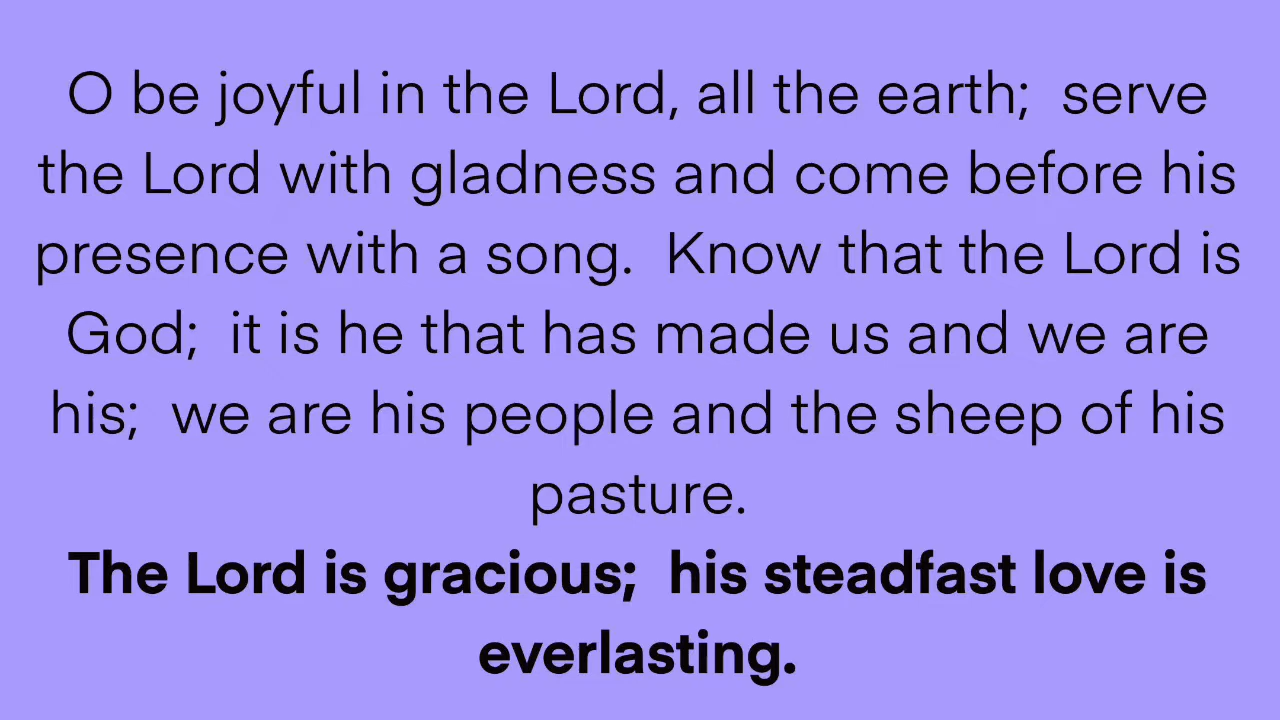 O be joyful in the Lord, all the earth;  serve
the Lord with gladness and come before his
presence with a song.  Know that the Lord is
God;  it is he that has made us and we are
his;  we are his people and the sheep of his
pasture.
The Lord is gracious;  his steadfast love is
everlasting.